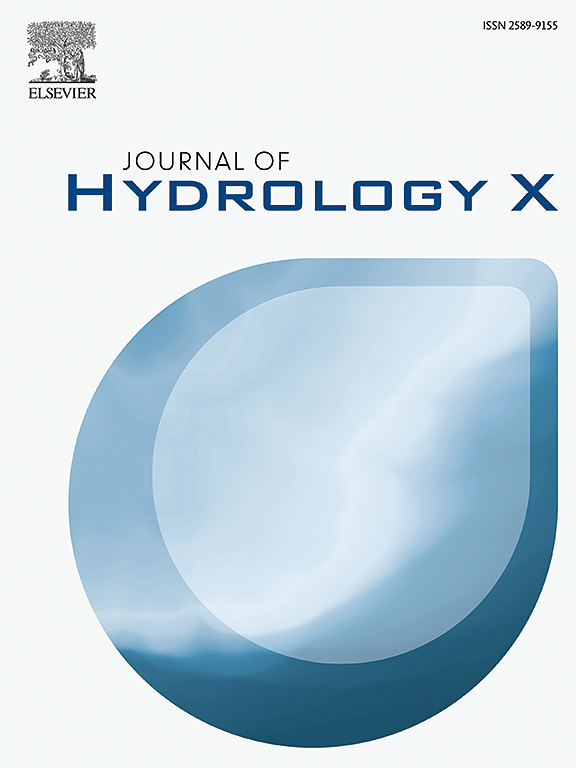 ISSN 2589-9155
ELSEVIER
JOURNAL OF
HYDROLOGY X